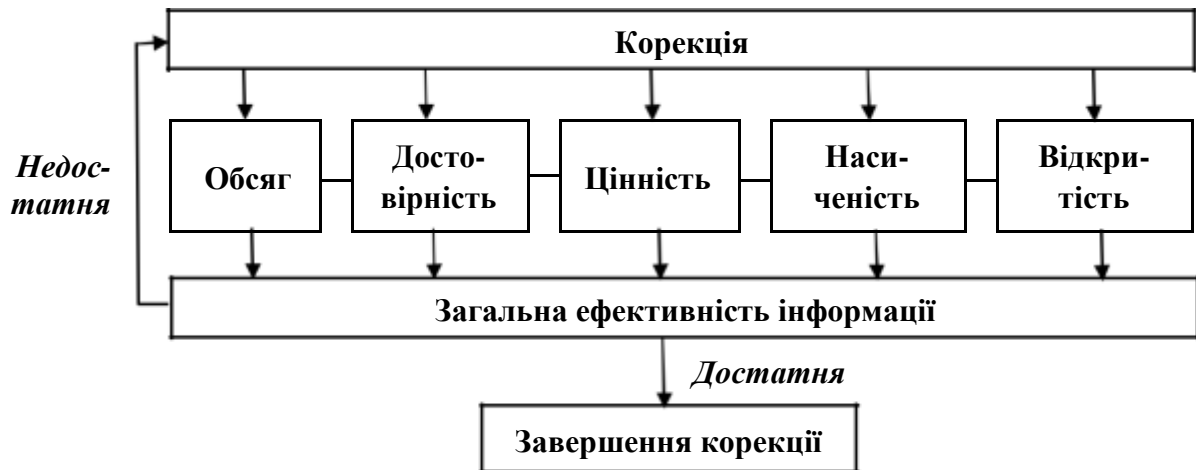 Корекція
Недос-
татня
Обсяг
Досто-
вірність
Цінність
Наси-
ченість
Відкри-
тість
Загальна ефективність інформації
Достатня
Завершення корекції